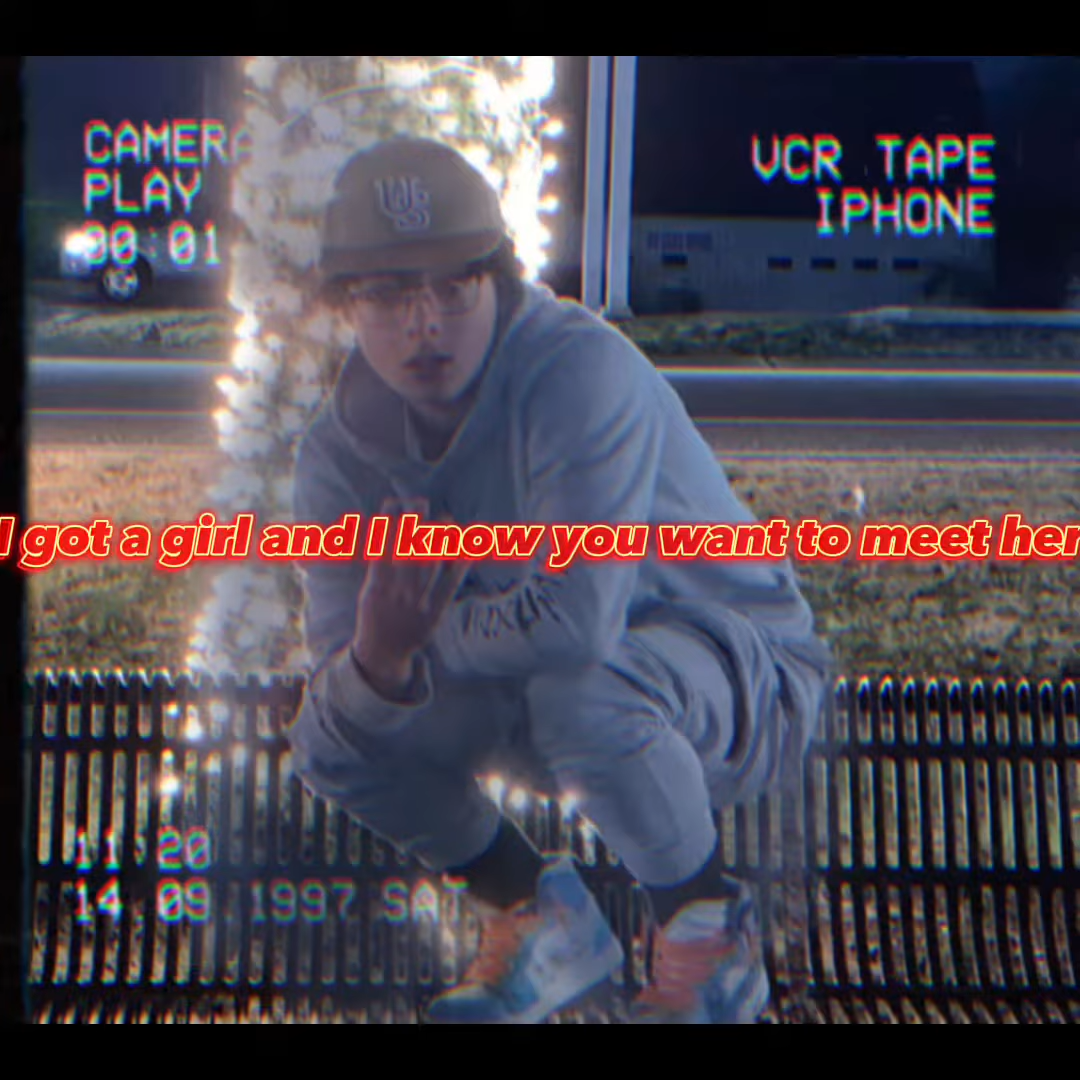 CAMERA
PLAY
00:01
VCR TAPE
IPHONE
I got a girl and I know you want to meet her
11:20
14 09 1997 SAT